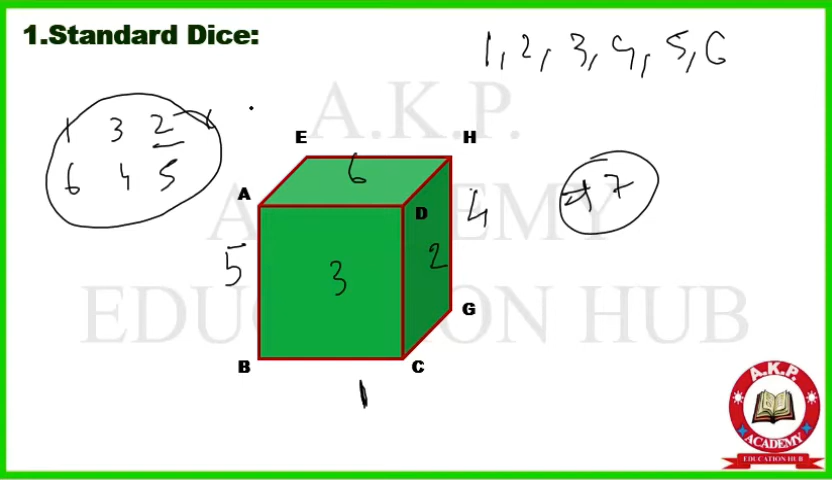 1.Standard Dice:
1, 2, 3, 4, 5, 6
1 3 2
6 4 5
A.K.P.
ACADEMY
EDUCATION HUB
E H
6
A D
4
≠ 7
5
3
2
G
B C
1
A.K.P.
ACADEMY
EDUCATION HUB